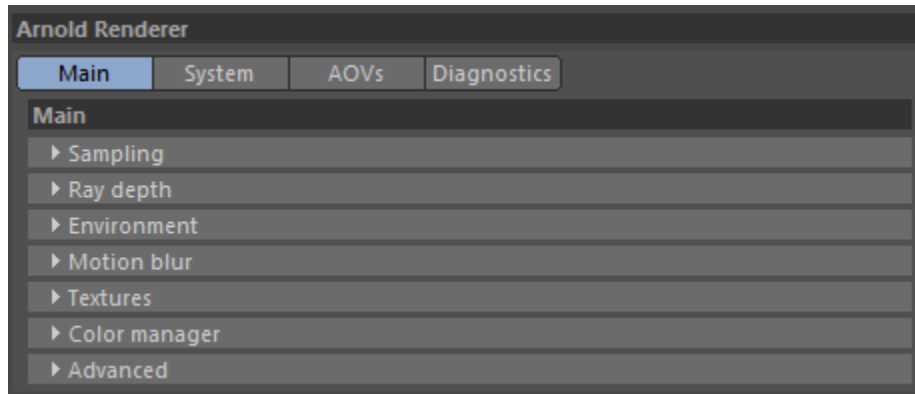 Arnold Renderer
Main System AOVs Diagnostics
Main
Sampling
Ray depth
Environment
Motion blur
Textures
Color manager
Advanced